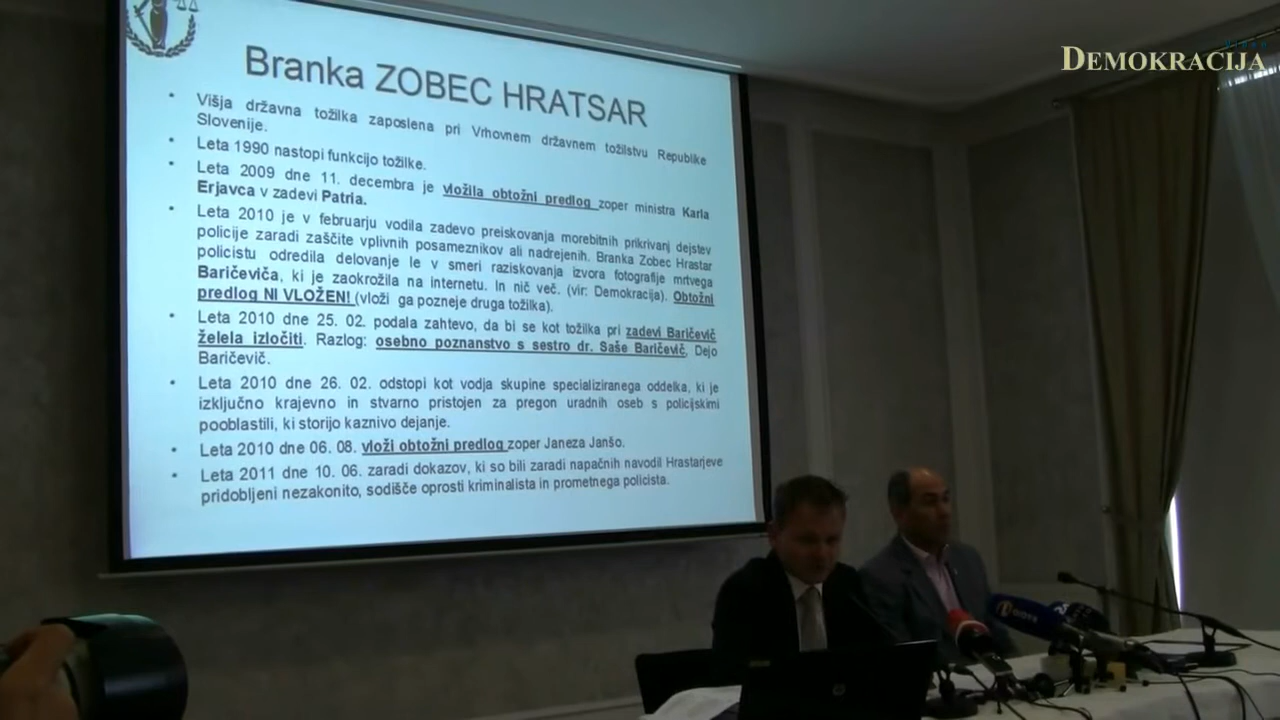 VIDEO
DEMOKRACIJA
Branka ZOBEC HRATSAR
• Višja državna tožilka zaposlena pri Vrhovnem državnem tožilstvu Republike
Slovenije.
• Leta 1990 nastopi funkcijo tožilke.
• Leta 2009 dne 11. decembra je vložila obtožni predlog zoper ministra Karla
Erjavca v zadevi Patria.
• Leta 2010 je v februarju vodila zadevo preiskovanja morebitnih prikrivanj dejstev
policije zaradi zaščite vplivnih posameznikov ali nadrejenih. Branka Zobec Hrastar
policistu odredila delovanje le v smeri raziskovanja izvora fotografije mrtvega
Baričeviča, ki je zaokrožila na internetu. In nič več. (vir: Demokracija). Obtožni
predlog NI VLOŽEN! (vloži ga pozneje druga tožilka).
• Leta 2010 dne 25. 02. podala zahtevo, da bi se kot tožilka pri zadevi Baričevič
želela izločiti. Razlog: osebno poznanstvo s sestro dr. Saše Baričevič, Dejo
Baričevič.
• Leta 2010 dne 26. 02. odstopi kot vodja skupine specializiranega oddelka, ki je
izključno krajevno in stvarno pristojen za pregon uradnih oseb s policijskimi
pooblastili, ki storijo kaznivo dejanje.
• Leta 2010 dne 06. 08. vloži obtožni predlog zoper Janeza Janšo.
• Leta 2011 dne 10. 06. zaradi dokazov, ki so bili zaradi napačnih navodil Hrastarjeve
pridobljeni nezakonito, sodišče oprosti kriminalista in prometnega policista.